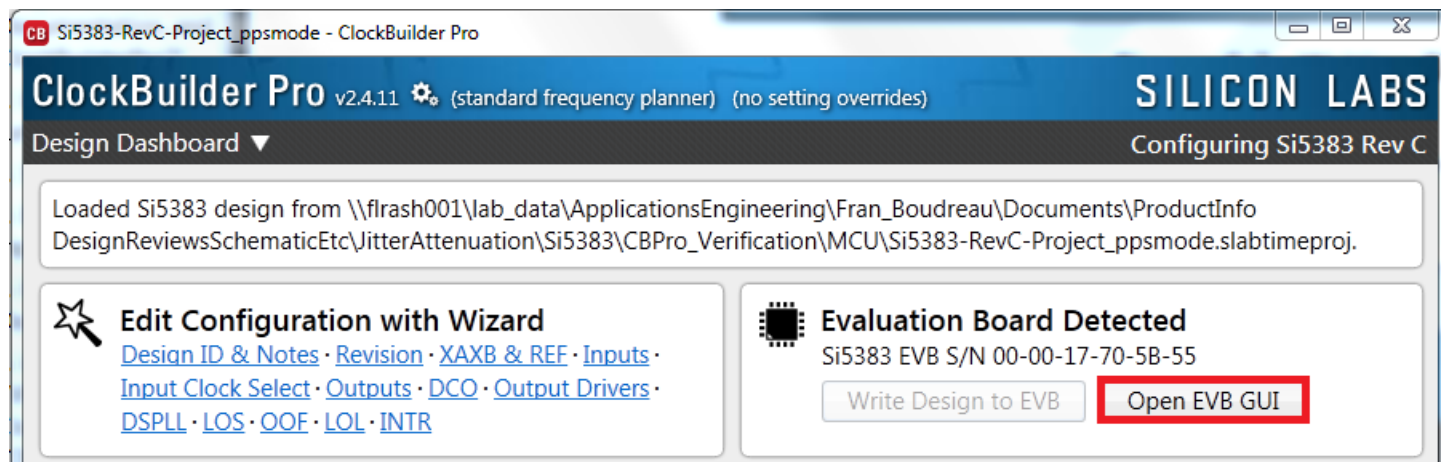 CB Si5383-RevC-Project_ppsmode - ClockBuilder Pro
ClockBuilder Pro v2.4.11 (standard frequency planner) (no setting overrides) SILICON LABS
Design Dashboard ▼ Configuring Si5383 Rev C
Loaded Si5383 design from \\flrash001\lab_data\ApplicationsEngineering\Fran_Boudreau\Documents\ProductInfo
DesignReviewsSchematicEtc\JitterAttenuation\Si5383\CBPro_Verification\MCU\Si5383-RevC-Project_ppsmode.slabtimeproj.
Edit Configuration with Wizard
Design ID & Notes · Revision · XAXB & REF · Inputs ·
Input Clock Select · Outputs · DCO · Output Drivers ·
DSPLL · LOS · OOF · LOL · INTR
Evaluation Board Detected
Si5383 EVB S/N 00-00-17-70-5B-55
Write Design to EVB Open EVB GUI